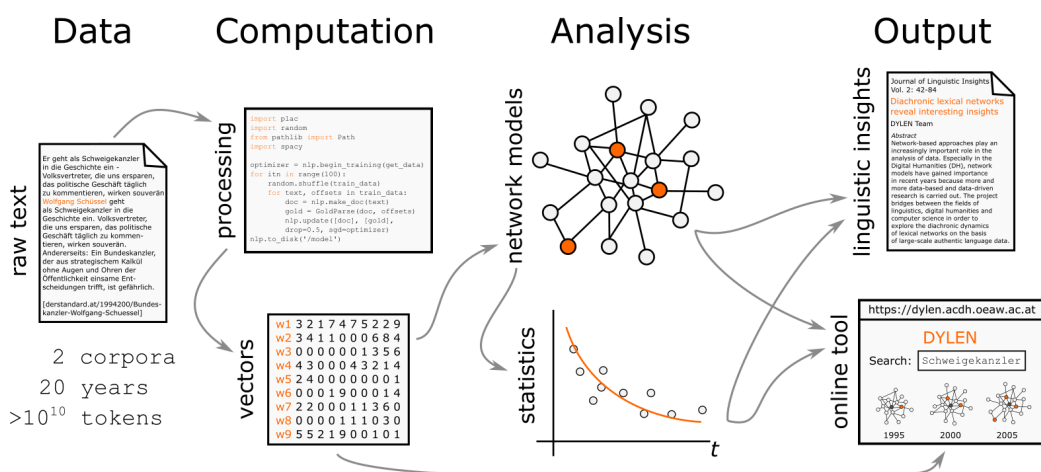 Data
Computation
Analysis
Output
raw text
Er geht als Schweigekanzler
in die Geschichte ein -
Volksvertreter, die uns ersparen,
das politische Geschäft täglich
zu kommentieren, wirken souverän
Wolfgang Schüssel geht
als Schweigekanzler in die
Geschichte ein. Volksvertreter,
die uns ersparen, das politische
Geschäft täglich zu kommen-
tieren, wirken souverän.
Andererseits: Ein Bundeskanzler,
der aus strategischem Kalkül
ohne Augen und Ohren der
Öffentlichkeit einsame Ent-
scheidungen trifft, ist gefährlich.
[derstandard.at/1994200/Bundes-
kanzler-Wolfgang-Schuessel]
2 corpora
20 years
>10¹⁰ tokens
processing
import plac
import random
from pathlib import Path
import spacy
optimizer = nlp.begin_training(get_data)
for itn in range(100):
random.shuffle(train_data)
for text, offsets in train_data:
doc = nlp.make_doc(text)
gold = GoldParse(doc, offsets)
nlp.update([doc], [gold],
drop=0.5, sgd=optimizer)
nlp.to_disk('/model')
vectors
w1 3 2 1 7 4 7 5 2 2 9
w2 3 4 1 1 0 0 0 6 8 4
w3 0 0 0 0 0 0 1 3 5 6
w4 3 0 0 0 4 3 2 1 4
w5 2 4 0 0 0 0 0 0 0 1
w6 0 0 0 1 9 0 0 0 1 4
w7 2 2 0 0 0 1 1 3 6 0
w8 0 0 0 0 1 1 1 0 3 0
w9 5 5 2 1 9 0 0 1 0 1
network models
statistics
t
linguistic insights
Journal of Linguistic Insights
Vol. 2: 42-84
Diachronic lexical networks
reveal interesting insights
DYLEN Team
Abstract
Network-based approaches play an
increasingly important role in the
analysis of data. Especially in the
Digital Humanities (DH), network
models have gained importance
in recent years because more and
more data-based and data-driven
research is carried out. The project
bridges between the fields of
linguistics, digital humanities and
computer science in order to
explore the diachronic dynamics
of lexical networks on the basis
of large-scale authentic language data.
online tool
https://dylen.acdh.oeaw.ac.at
DYLEN
Search: Schweigekanzler
1995 2000 2005